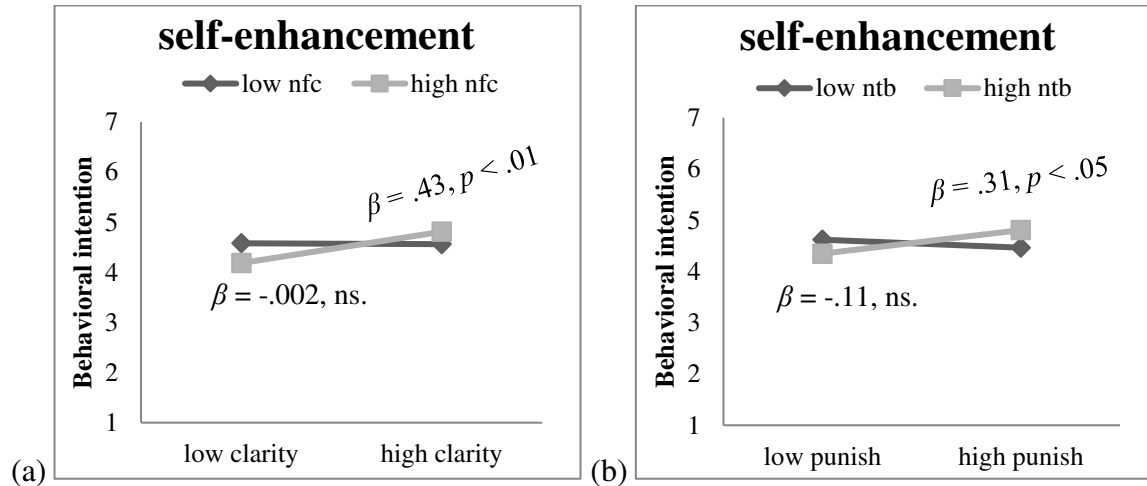 self-enhancement
low nfc high nfc
7
6
5
4
3
2
1
Behavioral intention
β = .43, p < .01
β = -.002, ns.
low clarity high clarity
(a)
self-enhancement
low ntb high ntb
7
6
5
4
3
2
1
Behavioral intention
β = .31, p < .05
β = -.11, ns.
low punish high punish
(b)